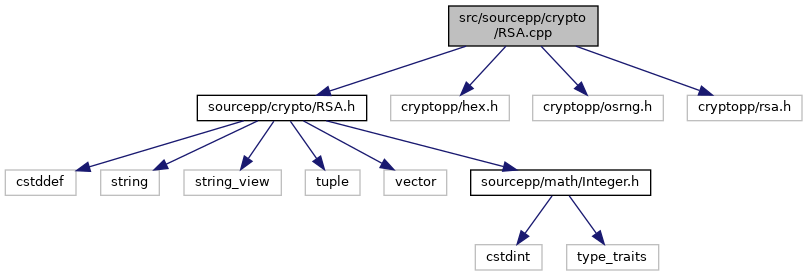 src/sourcepp/crypto
/RSA.cpp
sourcepp/crypto/RSA.h
cryptopp/hex.h
cryptopp/osrng.h
cryptopp/rsa.h
cstddef
string
string_view
tuple
vector
sourcepp/math/Integer.h
cstdint
type_traits